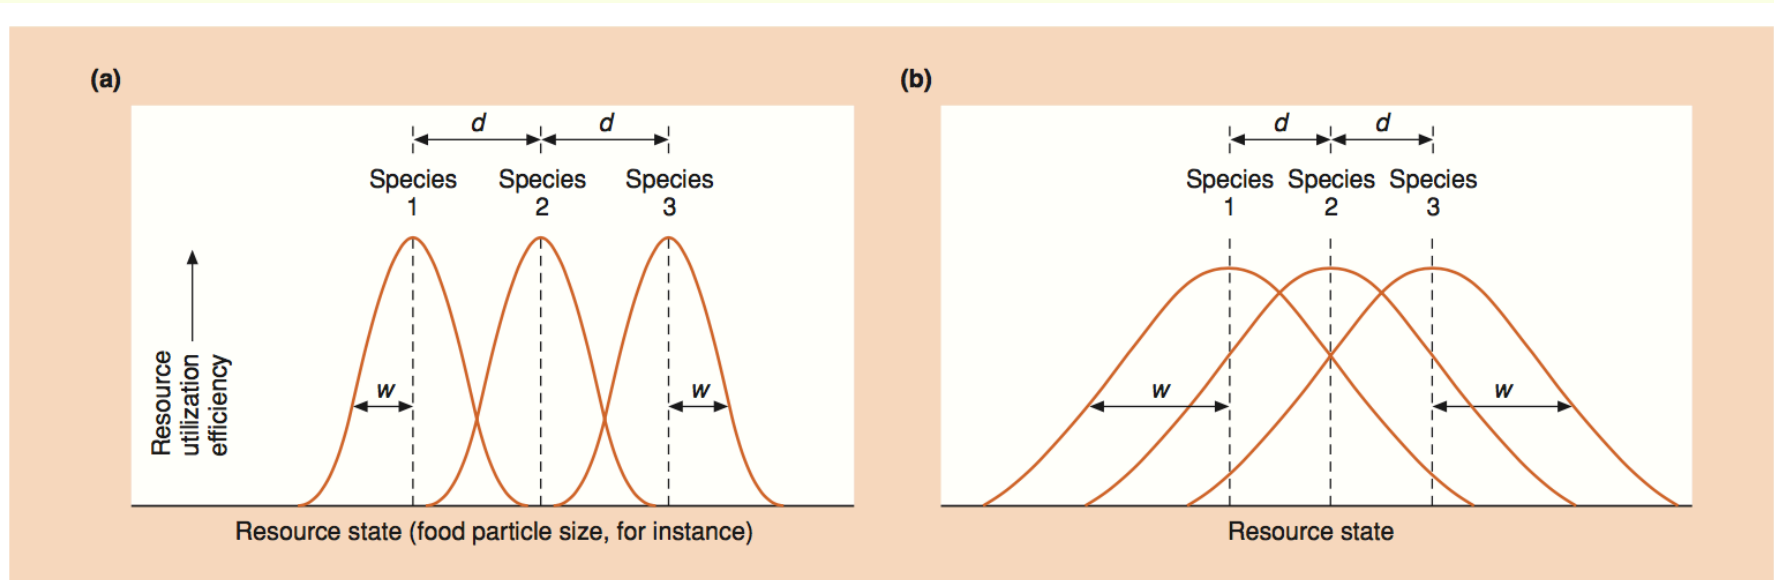 (a)
d d
Species Species Species
1 2 3
w w
Resource
utilization
efficiency
Resource state (food particle size, for instance)
(b)
d d
Species Species Species
1 2 3
w w
Resource state